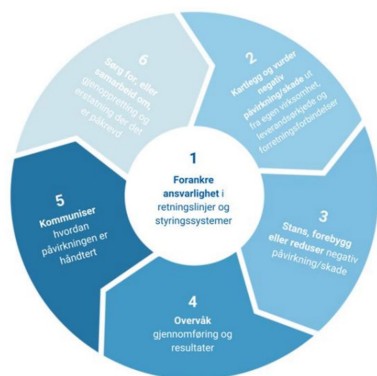 1
Forankre
ansvarlighet i
retningslinjer og
styringssystemer
2
Kartlegg og vurder
negativ
påvirkning/skade ut
fra egen virksomhet,
leverandsærkjede og
forretningsforbindelser
3
Stans, forebygg
eller reduser negativ
påvirkning/skade
4
Overvåk
gjennomføring og
resultater
5
Kommuniser
hvordan
påvirkningen er
håndtert
6
Sørg for, eller
samarbeid om,
gjenoppretting og
erstatning der det
er påkrevd